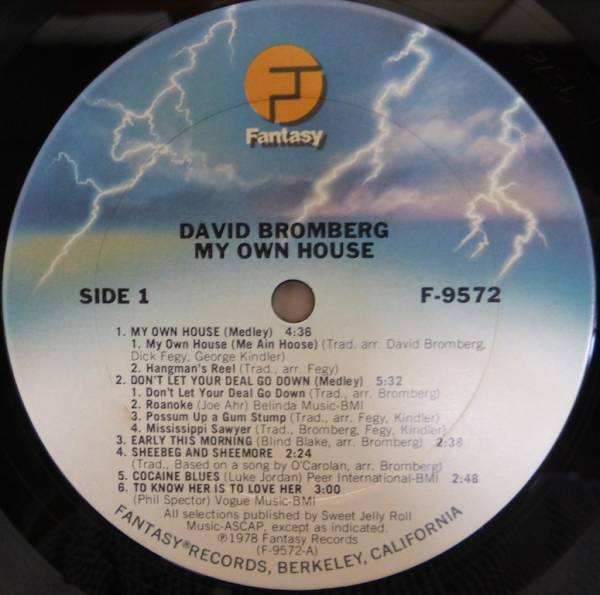 Fantasy
DAVID BROMBERG
MY OWN HOUSE
SIDE 1
F-9572
1. MY OWN HOUSE (Medley) 4:36
1. My Own House (Me Ain Hoose) (Trad. arr. David Bromberg,
Dick Fegy, George Kindler)
2. Hangman's Reel (Trad., arr. Fegy)
2. DON'T LET YOUR DEAL GO DOWN (Medley) 5:32
1. Don't Let Your Deal Go Down (Trad., arr. Bromberg)
2. Roanoke (Joe Ahr) Belinda Music-BMI
3. Possum Up a Gum Stump (Trad., arr. Fegy, Kindler)
4. Mississippi Sawyer (Trad., Bromberg, Fegy, Kindler)
3. EARLY THIS MORNING (Blind Blake, arr. Bromberg) 2:38
4. SHEEBEG AND SHEEMORE 2:24
(Trad., Based on a song by O'Carolan, arr. Bromberg)
5. COCAINE BLUES (Luke Jordan) Peer International-BMI 2:48
6. TO KNOW HER IS TO LOVE HER 3:00
(Phil Spector) Vogue Music-BMI
All selections published by Sweet Jelly Roll
Music-ASCAP, except as indicated.
℗1978 Fantasy Records
(F-9572-A)
FANTASY® RECORDS, BERKELEY, CALIFORNIA